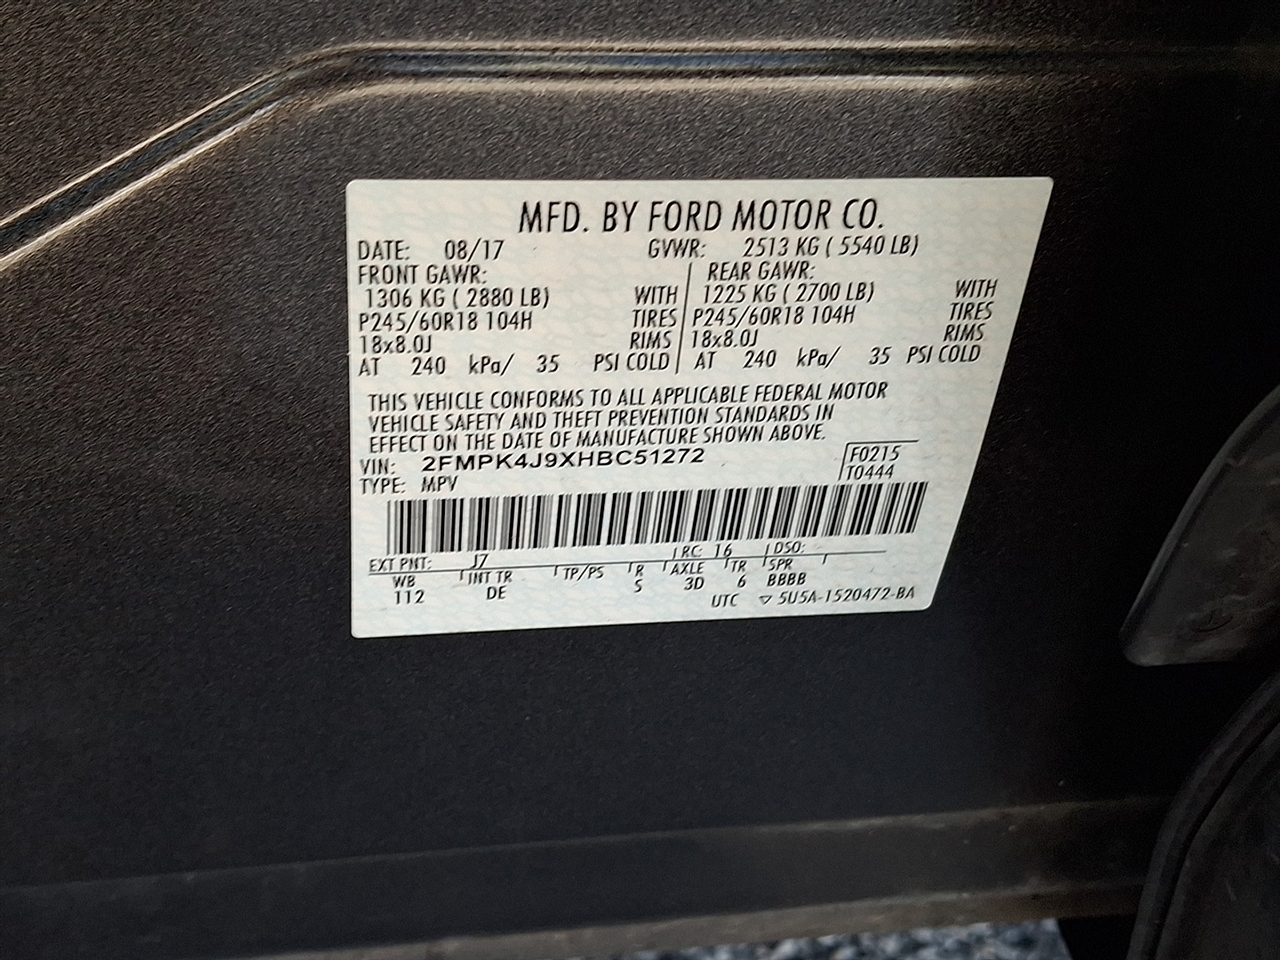 MFD. BY FORD MOTOR CO.
DATE: 08/17 GVWR: 2513 KG ( 5540 LB)
FRONT GAWR: REAR GAWR:
1306 KG ( 2880 LB) WITH 1225 KG ( 2700 LB) WITH
P245/60R18 104H TIRES P245/60R18 104H TIRES
18x8.0J RIMS 18x8.0J RIMS
AT 240 kPa/ 35 PSI COLD AT 240 kPa/ 35 PSI COLD
THIS VEHICLE CONFORMS TO ALL APPLICABLE FEDERAL MOTOR
VEHICLE SAFETY AND THEFT PREVENTION STANDARDS IN
EFFECT ON THE DATE OF MANUFACTURE SHOWN ABOVE.
VIN: 2FMPK4J9XHBC51272 F0215
TYPE: MPV T0444
EXT PNT: J7 RC: 16 DSO:
WB INT TR TP/PS R AXLE TR SPR
112 DE S 3D 6 BBBB
UTC ▽ 5U5A-1520472-BA